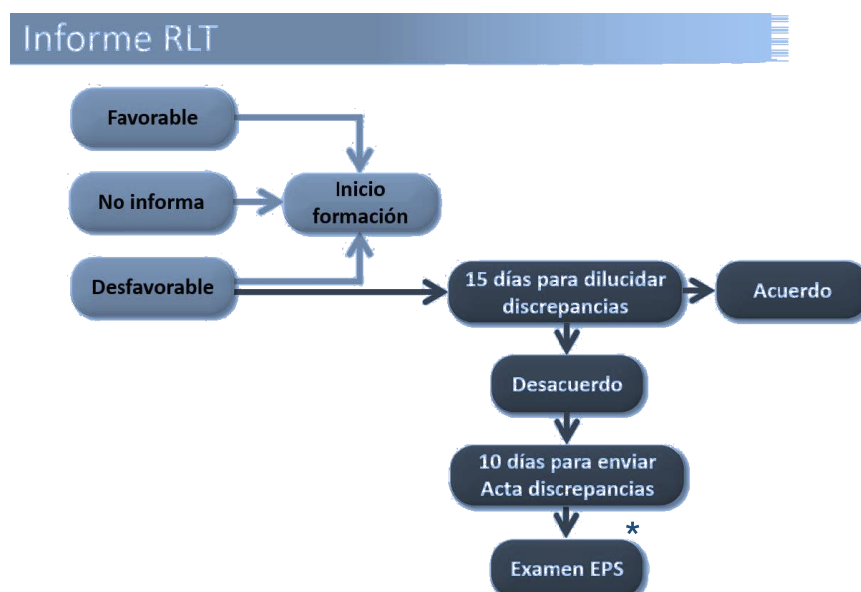 Informe RLT
Favorable
No informa
Inicio
formación
Desfavorable
15 días para dilucidar
discrepancias
Acuerdo
Desacuerdo
10 días para enviar
Acta discrepancias
*
Examen EPS